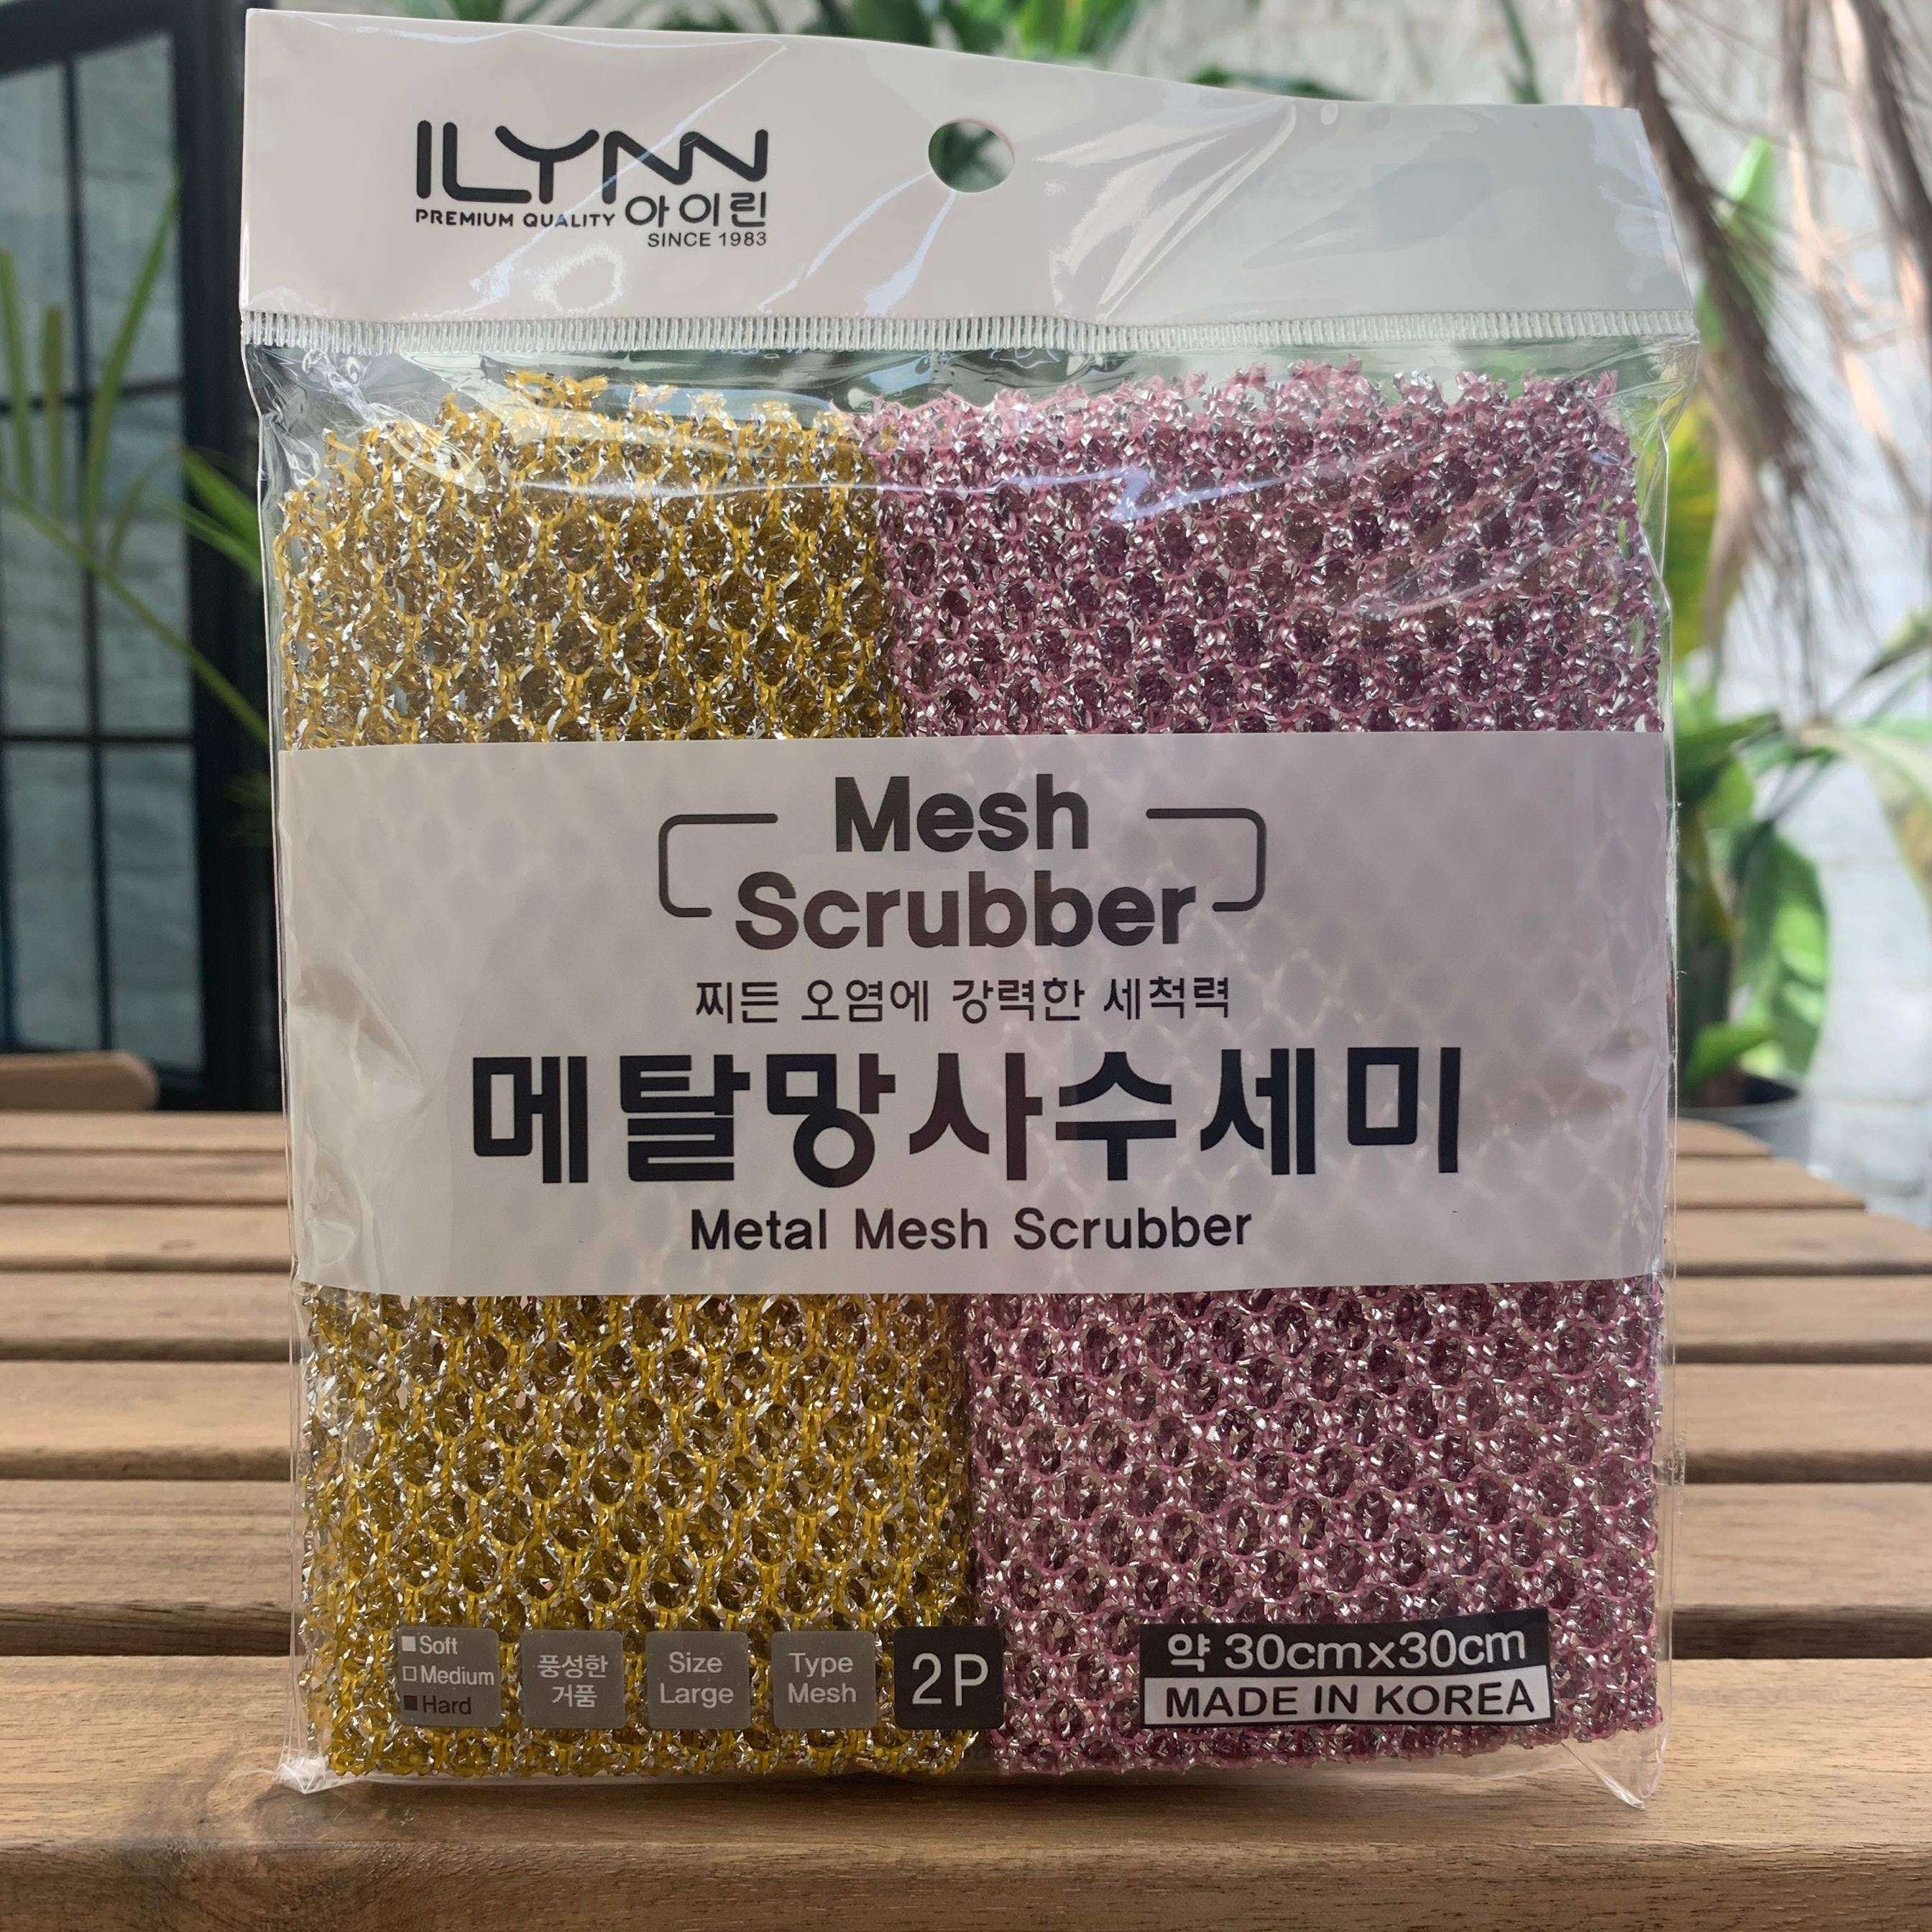 ILYNN
PREMIUM QUALITY 아이린
SINCE 1983
Mesh
Scrubber
찌든 오염에 강력한 세척력
메탈망사수세미
Metal Mesh Scrubber
Soft
Medium
Hard
풍성한
거품
Size
Large
Type
Mesh
2P
약 30cmx30cm
MADE IN KOREA